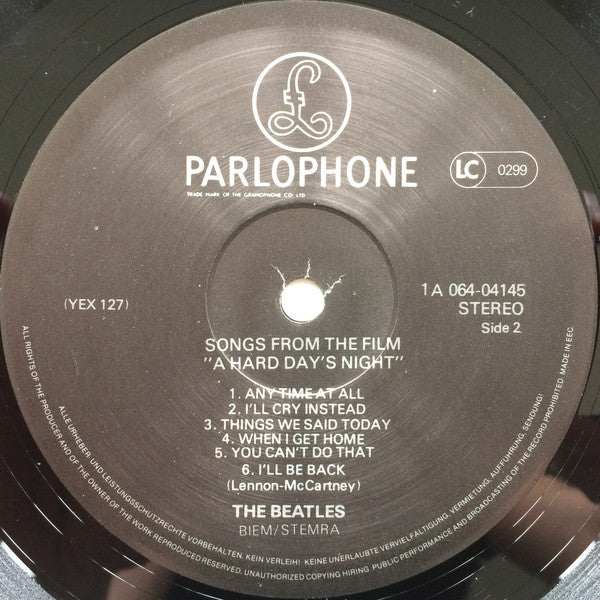 £
PARLOPHONE
TRADE MARK OF THE GRAMOPHONE CO. LTD
LC 0299
1A 064-04145
STEREO
Side 2
(YEX 127)
SONGS FROM THE FILM
"A HARD DAY'S NIGHT"
1. ANY TIME AT ALL
2. I'LL CRY INSTEAD
3. THINGS WE SAID TODAY
4. WHEN I GET HOME
5. YOU CAN'T DO THAT
6. I'LL BE BACK
(Lennon-McCartney)
THE BEATLES
BIEM/STEMRA
ALLE URHEBER- UND LEISTUNGSSCHUTZRECHTE VORBEHALTEN. KEIN VERLEIH! KEINE UNERLAUBTE VERVIELFÄLTIGUNG, VERMIETUNG, AUFFÜHRUNG, SENDUNG!
ALL RIGHTS OF THE PRODUCER AND OF THE OWNER OF THE WORK REPRODUCED RESERVED. UNAUTHORIZED COPYING HIRING PUBLIC PERFORMANCE AND BROADCASTING OF THE RECORD PROHIBITED. MADE IN EEC.